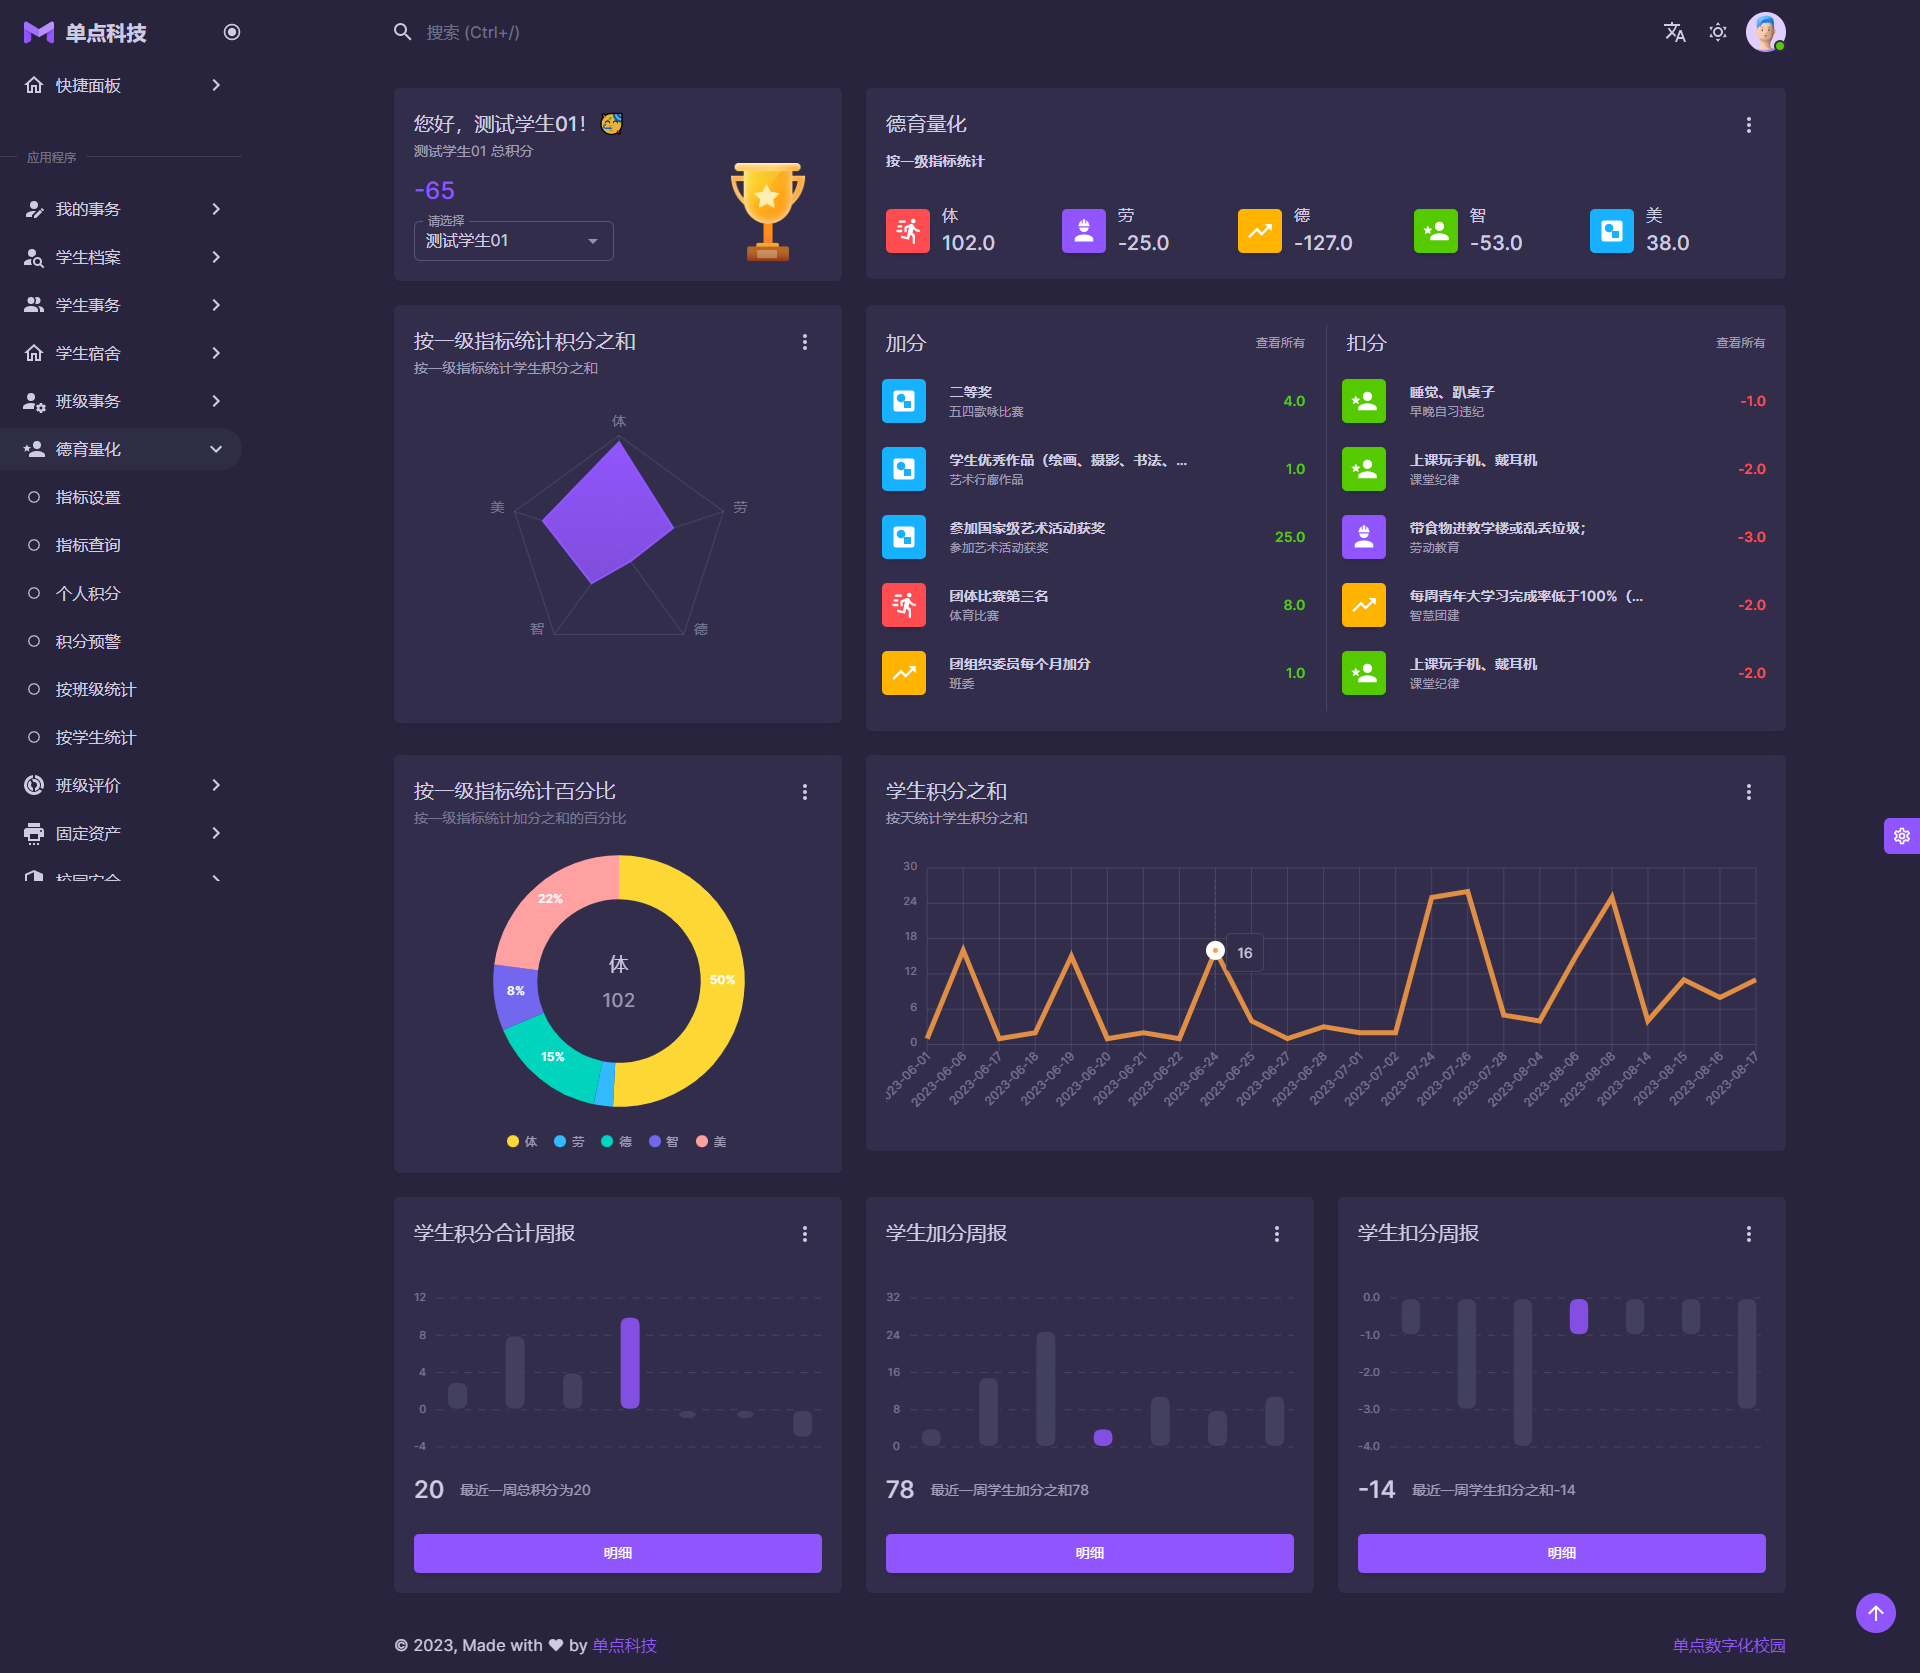 单点科技
快捷面板
应用程序
我的事务
学生档案
学生事务
学生宿舍
班级事务
德育量化
指标设置
指标查询
个人积分
积分预警
按班级统计
按学生统计
班级评价
固定资产
校园安全
搜索 (Ctrl+/)
您好，测试学生01！🥳
测试学生01 总积分
-65
请选择
测试学生01
德育量化
按一级指标统计
体
102.0
劳
-25.0
德
-127.0
智
-53.0
美
38.0
按一级指标统计积分之和
按一级指标统计学生积分之和
体
劳
德
智
美
加分
查看所有
二等奖
五四歌咏比赛
4.0
学生优秀作品（绘画、摄影、书法、...
艺术行廊作品
1.0
参加国家级艺术活动获奖
参加艺术活动获奖
25.0
团体比赛第三名
体育比赛
8.0
团组织委员每个月加分
班委
1.0
扣分
查看所有
睡觉、趴桌子
早晚自习违纪
-1.0
上课玩手机、戴耳机
课堂纪律
-2.0
带食物进教学楼或乱丢垃圾；
劳动教育
-3.0
每周青年大学习完成率低于100%（...
智慧团建
-2.0
上课玩手机、戴耳机
课堂纪律
-2.0
按一级指标统计百分比
按一级指标统计加分之和的百分比
22%
50%
8%
15%
体
102
体 劳 德 智 美
学生积分之和
按天统计学生积分之和
30
24
18
12
6
0
16
2023-06-01
2023-06-06
2023-06-17
2023-06-18
2023-06-19
2023-06-20
2023-06-21
2023-06-22
2023-06-24
2023-06-25
2023-06-27
2023-06-28
2023-07-01
2023-07-02
2023-07-24
2023-07-26
2023-07-28
2023-08-04
2023-08-06
2023-08-08
2023-08-14
2023-08-15
2023-08-16
2023-08-17
学生积分合计周报
12
8
4
0
-4
20 最近一周总积分为20
明细
学生加分周报
32
24
16
8
0
78 最近一周学生加分之和78
明细
学生扣分周报
0.0
-1.0
-2.0
-3.0
-4.0
-14 最近一周学生扣分之和-14
明细
© 2023, Made with ❤ by 单点科技
单点数字化校园